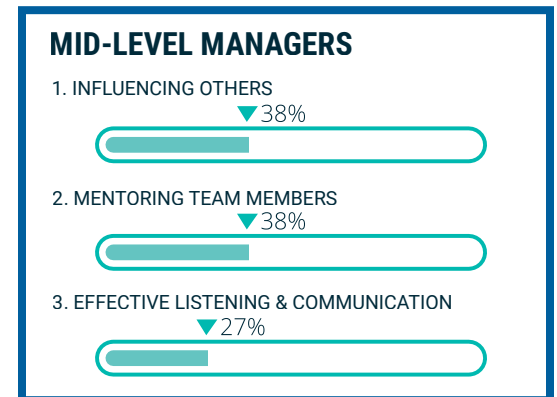 MID-LEVEL MANAGERS
1. INFLUENCING OTHERS
38%
2. MENTORING TEAM MEMBERS
38%
3. EFFECTIVE LISTENING & COMMUNICATION
27%